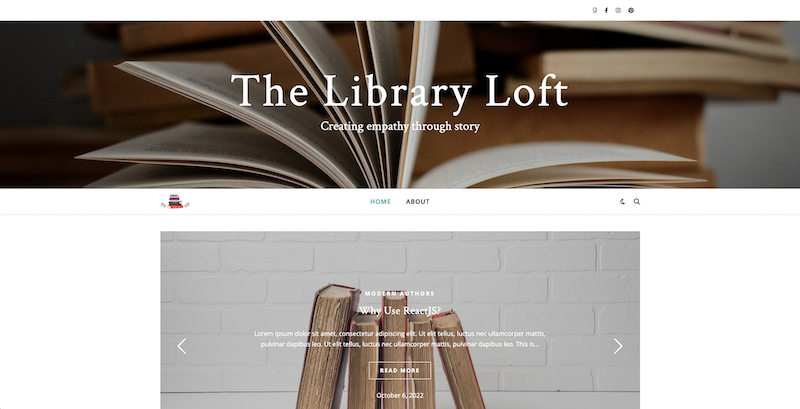 The Library Loft
Creating empathy through story
HOME ABOUT
MODERN AUTHORS
Why Use ReactJS?
Lorem ipsum dolor sit amet, consectetur adipiscing elit. Ut elit tellus, luctus nec ullamcorper mattis,
pulvinar dapibus leo. Ut elit tellus, luctus nec ullamcorper mattis, pulvinar dapibus leo. This is...
READ MORE
October 6, 2022